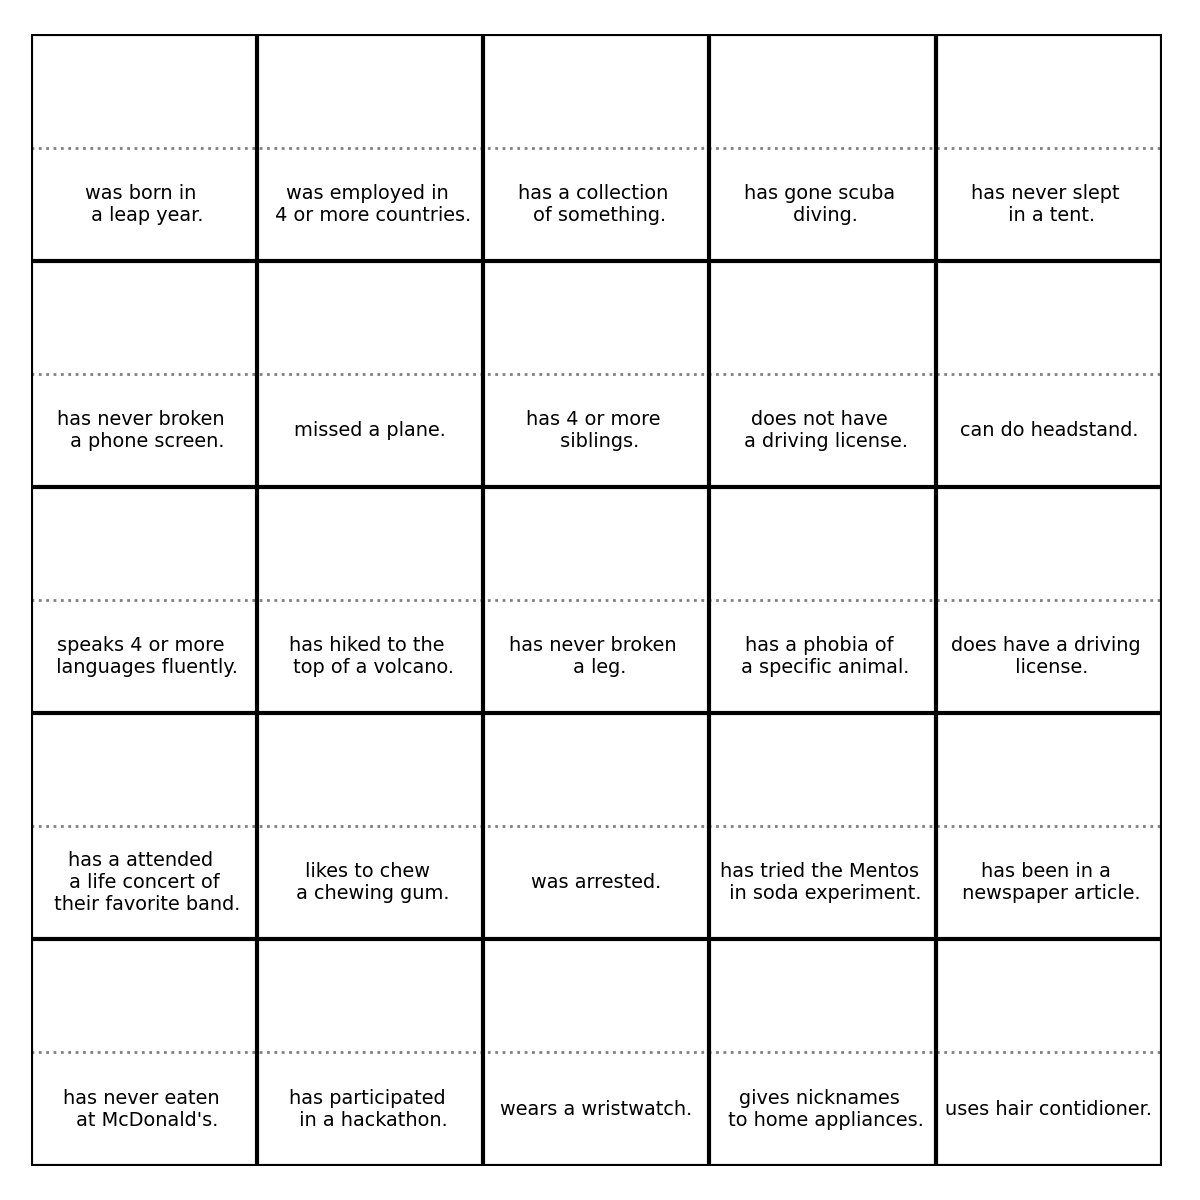 was born in
a leap year.
was employed in
4 or more countries.
has a collection
of something.
has gone scuba
diving.
has never slept
in a tent.
has never broken
a phone screen.
missed a plane.
has 4 or more
siblings.
does not have
a driving license.
can do headstand.
speaks 4 or more
languages fluently.
has hiked to the
top of a volcano.
has never broken
a leg.
has a phobia of
a specific animal.
does have a driving
license.
has a attended
a life concert of
their favorite band.
likes to chew
a chewing gum.
was arrested.
has tried the Mentos
in soda experiment.
has been in a
newspaper article.
has never eaten
at McDonald's.
has participated
in a hackathon.
wears a wristwatch.
gives nicknames
to home appliances.
uses hair contidioner.